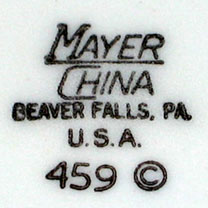 MAYER
CHINA
BEAVER FALLS, PA.
U.S.A.
459 ©